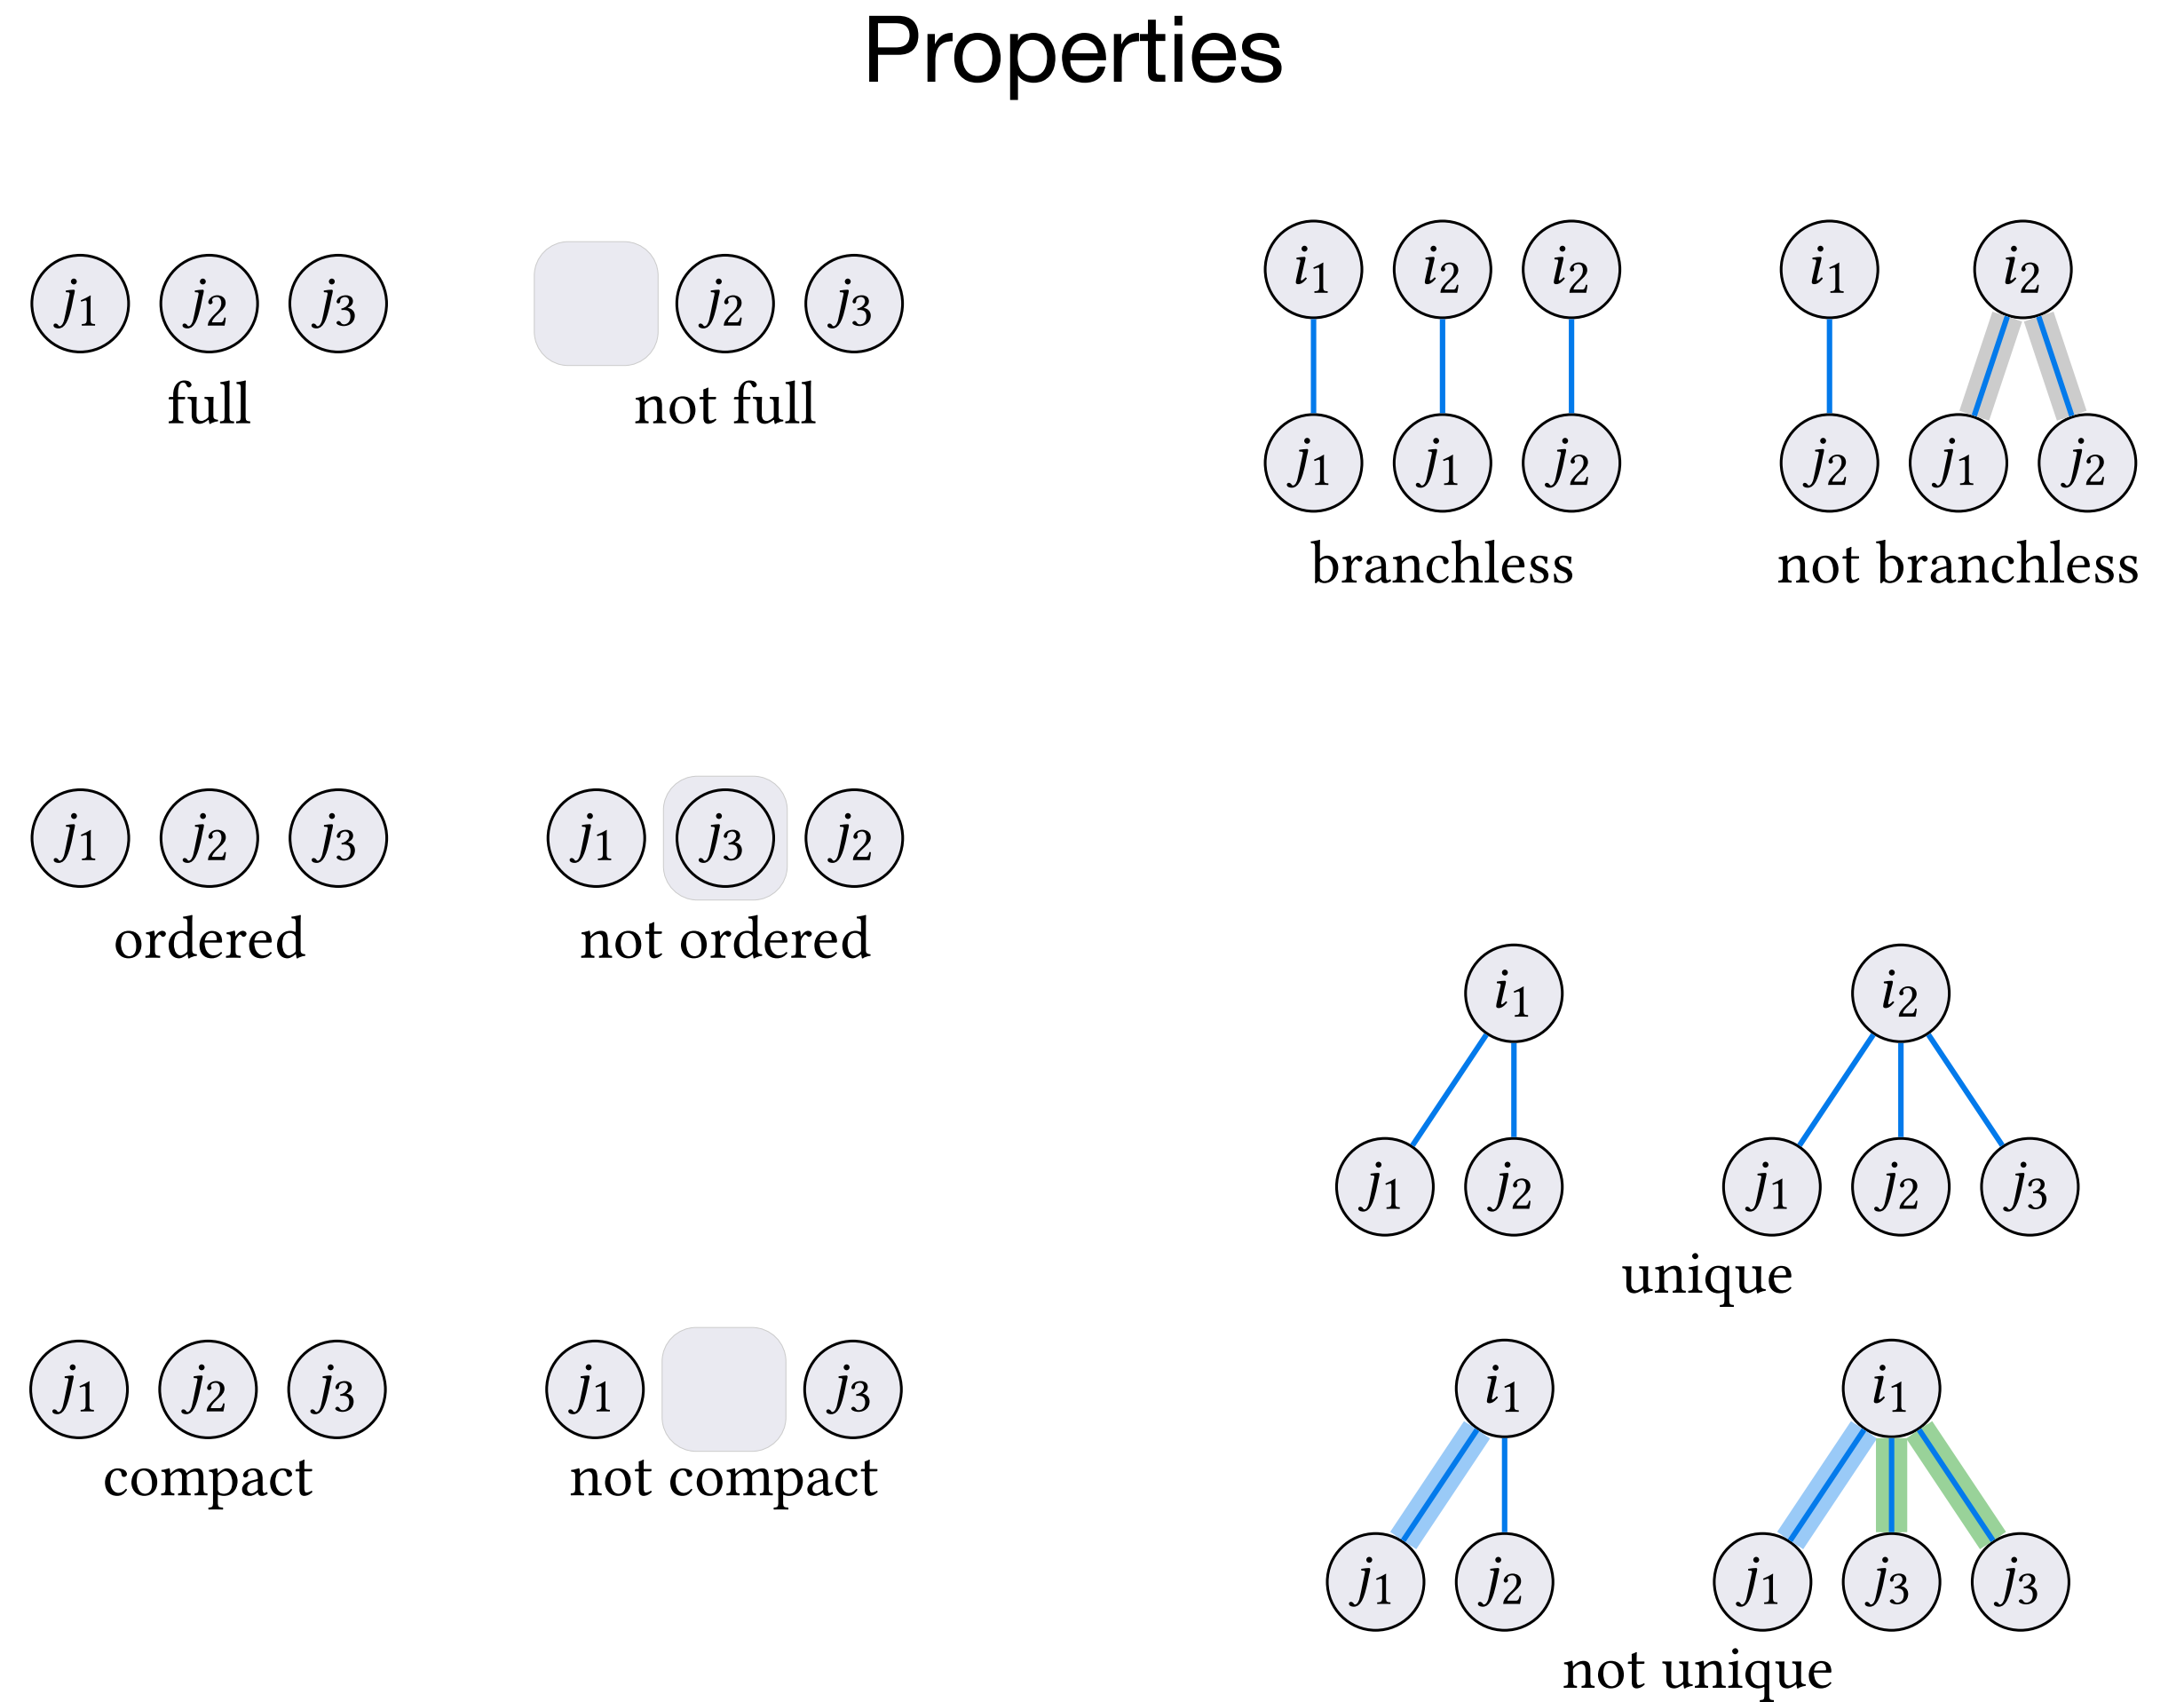 Properties
j1 j2 j3
full
j2 j3
not full
i1 i2 i2
j1 j1 j2
branchless
i1 i2
j2 j1 j2
not branchless
j1 j2 j3
ordered
j1 j3 j2
not ordered
i1 i2
j1 j2 j1 j2 j3
unique
j1 j2 j3
compact
j1 j3
not compact
i1 i1
j1 j2 j1 j3 j3
not unique